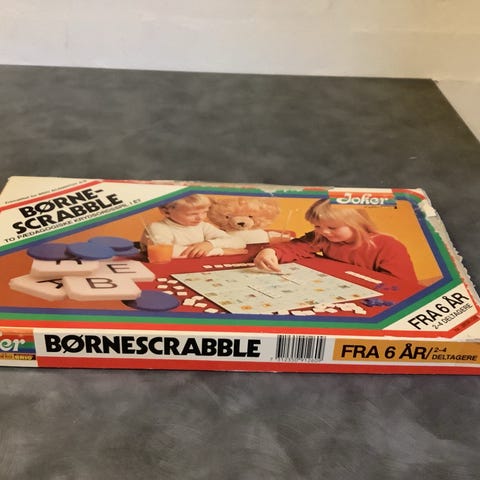 BØRNE-
SCRABBLE
TO PÆDAGOGISKE KRYDSORDSSPIL I ET
Joker
E
B
FRA 6 ÅR
2-4 DELTAGERE
BØRNESCRABBLE
FRA 6 ÅR/
2-4
DELTAGERE